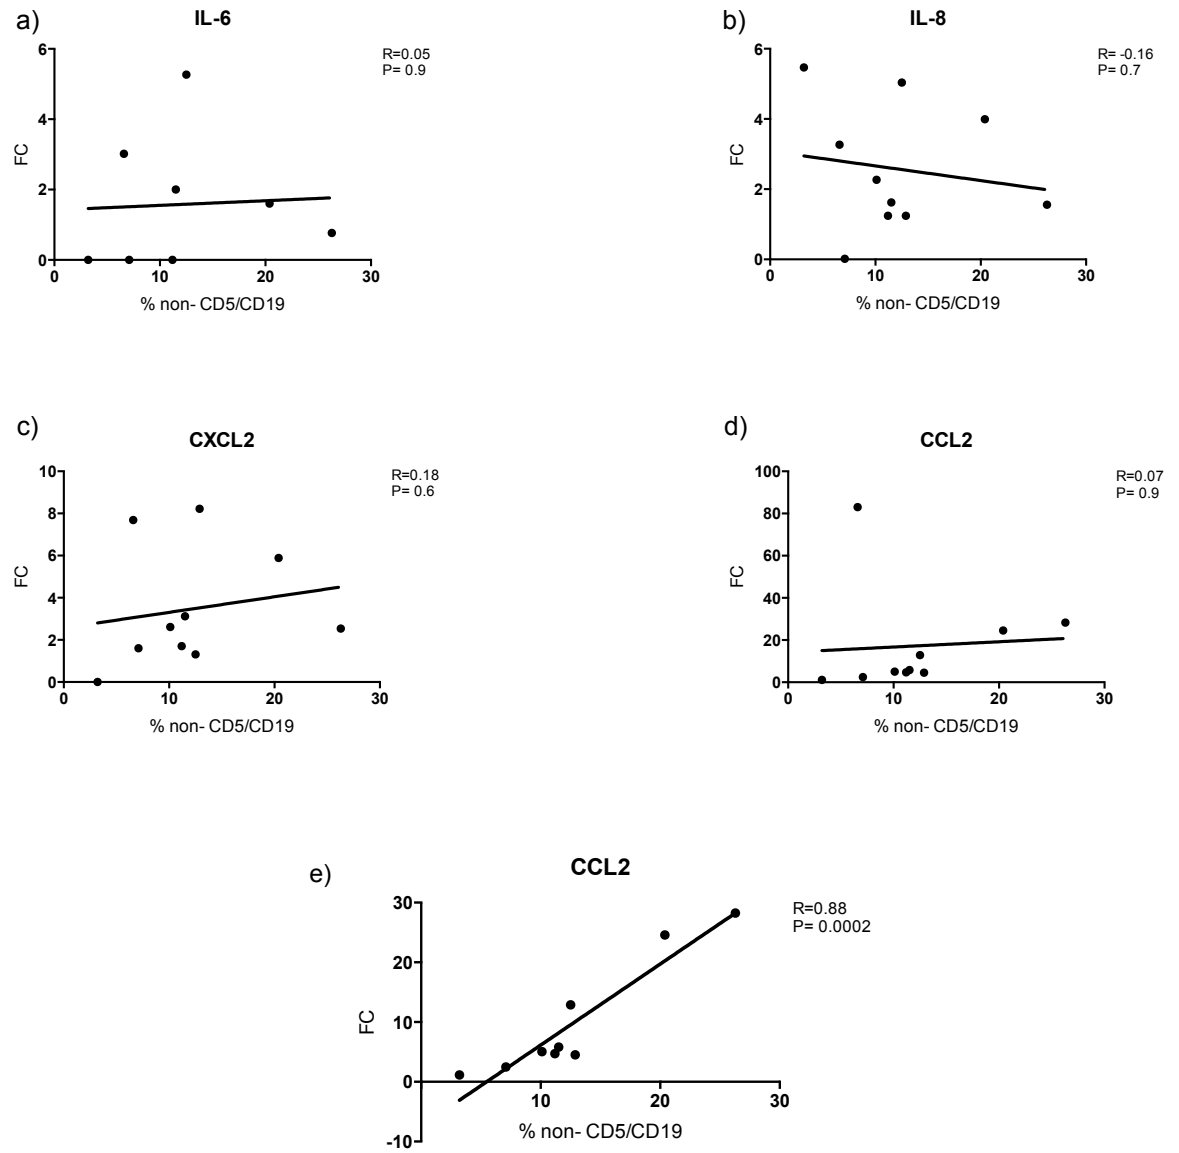 a)
IL-6
R=0.05
P= 0.9
6
4
2
0
FC
0 10 20 30
% non- CD5/CD19
b)
IL-8
R= -0.16
P= 0.7
6
4
2
0
FC
0 10 20 30
% non- CD5/CD19
c)
CXCL2
R=0.18
P= 0.6
10
8
6
4
2
0
FC
0 10 20 30
% non- CD5/CD19
d)
CCL2
R=0.07
P= 0.9
100
80
60
40
20
0
FC
0 10 20 30
% non- CD5/CD19
e)
CCL2
R=0.88
P= 0.0002
30
20
10
0
-10
FC
10 20 30
% non- CD5/CD19